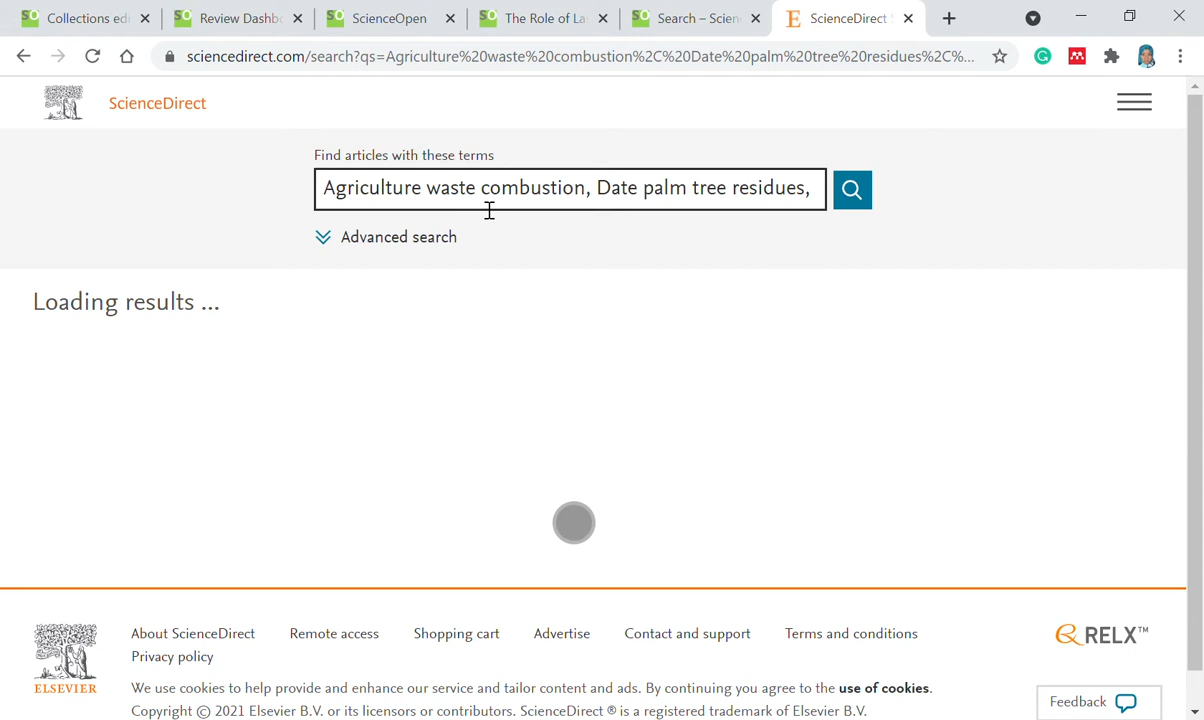 Collections edi
Review Dashbo
ScienceOpen
The Role of La
Search – Scien
ScienceDirect
sciencedirect.com/search?qs=Agriculture%20waste%20combustion%2C%20Date%20palm%20tree%20residues%2C%...
ScienceDirect
Find articles with these terms
Agriculture waste combustion, Date palm tree residues,
Advanced search
Loading results ...
About ScienceDirect
Remote access
Shopping cart
Advertise
Contact and support
Terms and conditions
Privacy policy
RELX™
ELSEVIER
We use cookies to help provide and enhance our service and tailor content and ads. By continuing you agree to the use of cookies.
Copyright © 2021 Elsevier B.V. or its licensors or contributors. ScienceDirect ® is a registered trademark of Elsevier B.V.
Feedback